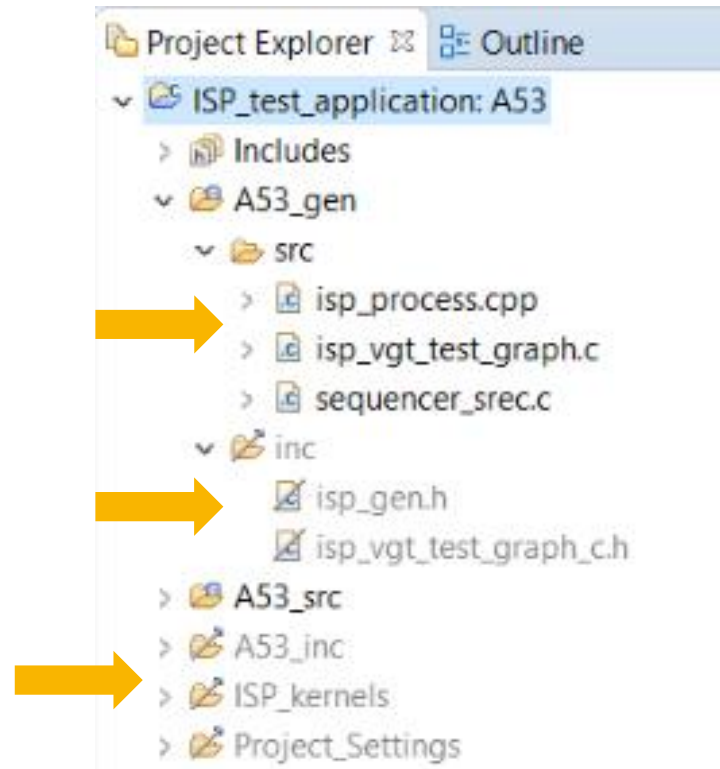 Project Explorer Outline
ISP_test_application: A53
Includes
A53_gen
src
isp_process.cpp
isp_vgt_test_graph.c
sequencer_srec.c
inc
isp_gen.h
isp_vgt_test_graph_c.h
A53_src
A53_inc
ISP_kernels
Project_Settings